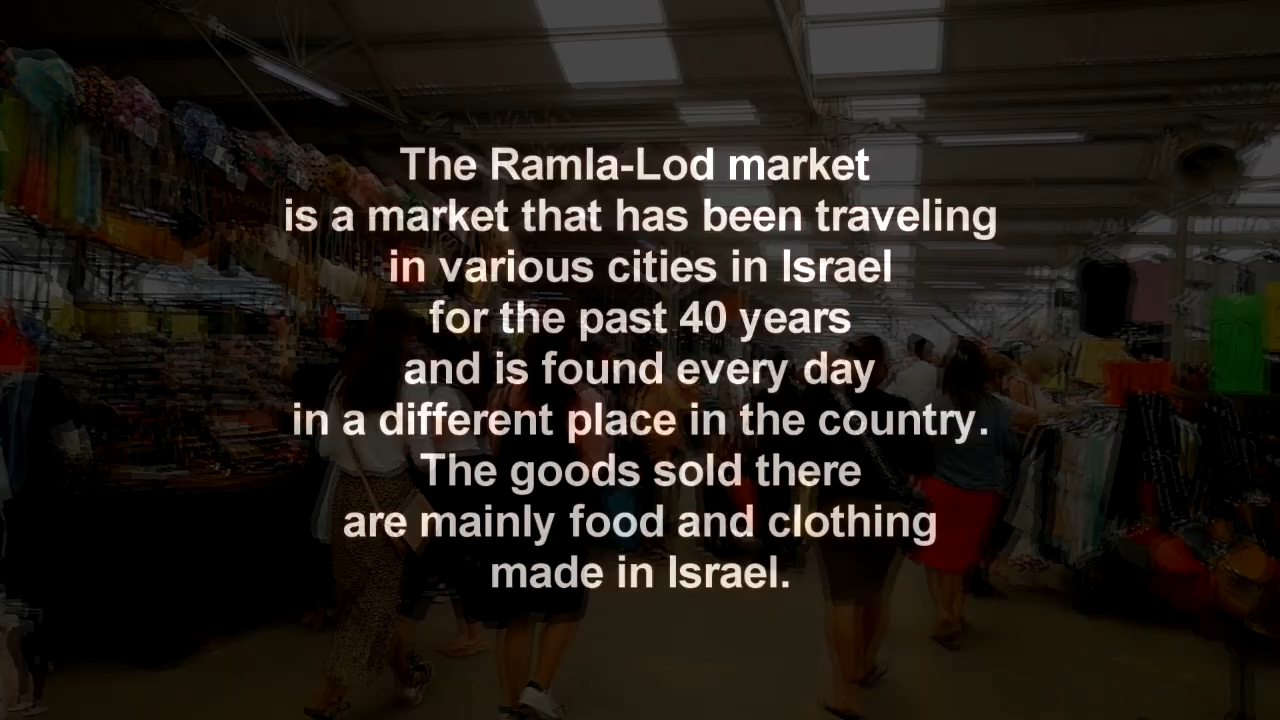 The Ramla-Lod market
is a market that has been traveling
in various cities in Israel
for the past 40 years
and is found every day
in a different place in the country.
The goods sold there
are mainly food and clothing
made in Israel.